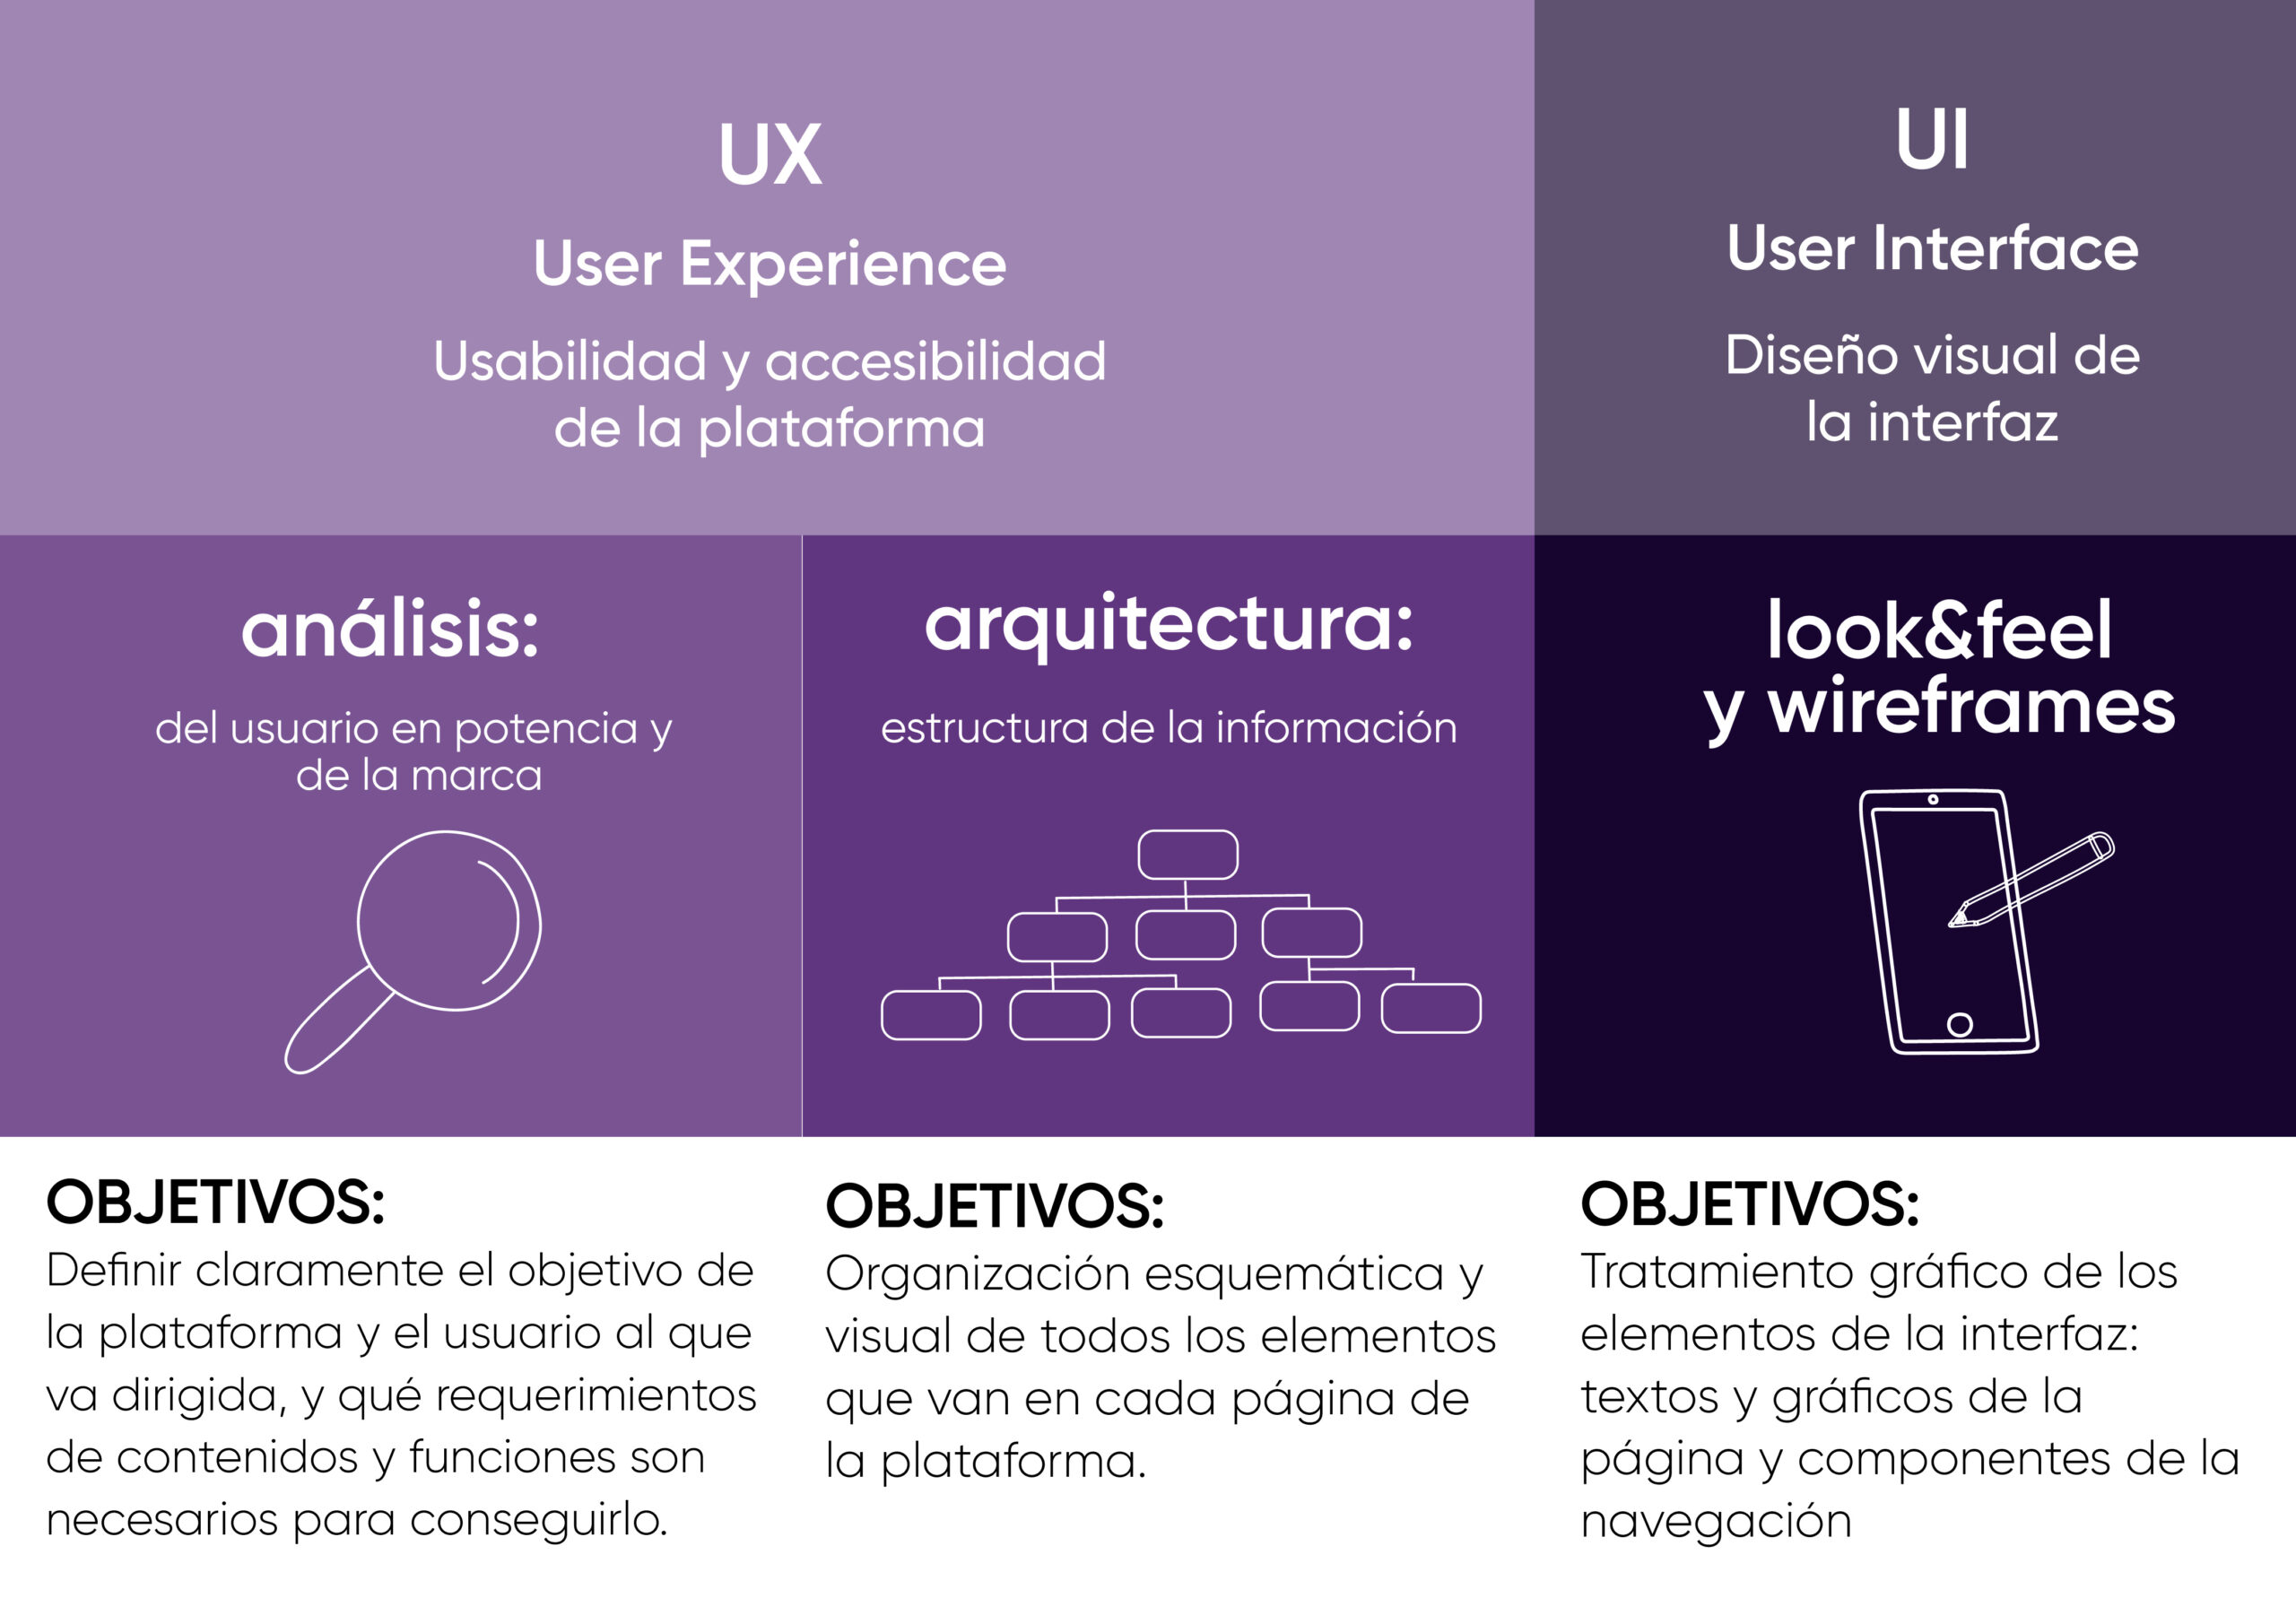 UX
User Experience
Usabilidad y accesibilidad
de la plataforma
UI
User Interface
Diseño visual de
la interfaz
análisis:
del usuario en potencia y
de la marca
arquitectura:
estructura de la información
look&feel
y wireframes
OBJETIVOS:
Definir claramente el objetivo de
la plataforma y el usuario al que
va dirigida, y qué requerimientos
de contenidos y funciones son
necesarios para conseguirlo.
OBJETIVOS:
Organización esquemática y
visual de todos los elementos
que van en cada página de
la plataforma.
OBJETIVOS:
Tratamiento gráfico de los
elementos de la interfaz:
textos y gráficos de la
página y componentes de la
navegación